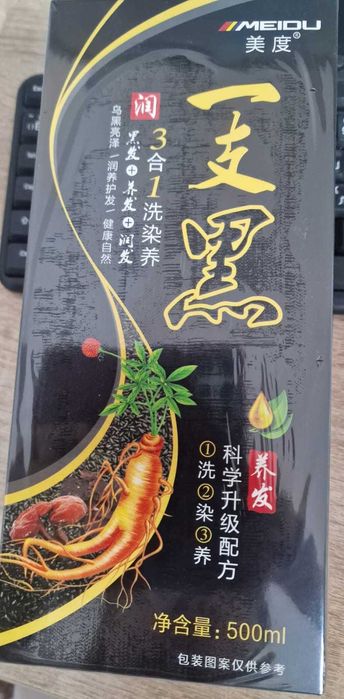 MEIDU
美度®
一支黑
3合1洗染养
润 黑发+养发+润发
乌黑亮泽 | 润养护发 | 健康自然
养发
科学升级配方
①洗②染③养
净含量：500ml
包装图案仅供参考